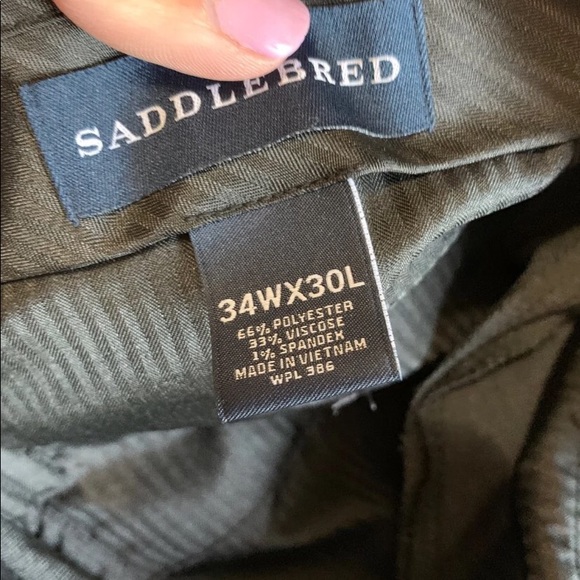 SADDLEBRED
34WX30L
66% POLYESTER
33% VISCOSE
1% SPANDEX
MADE IN VIETNAM
WPL 386